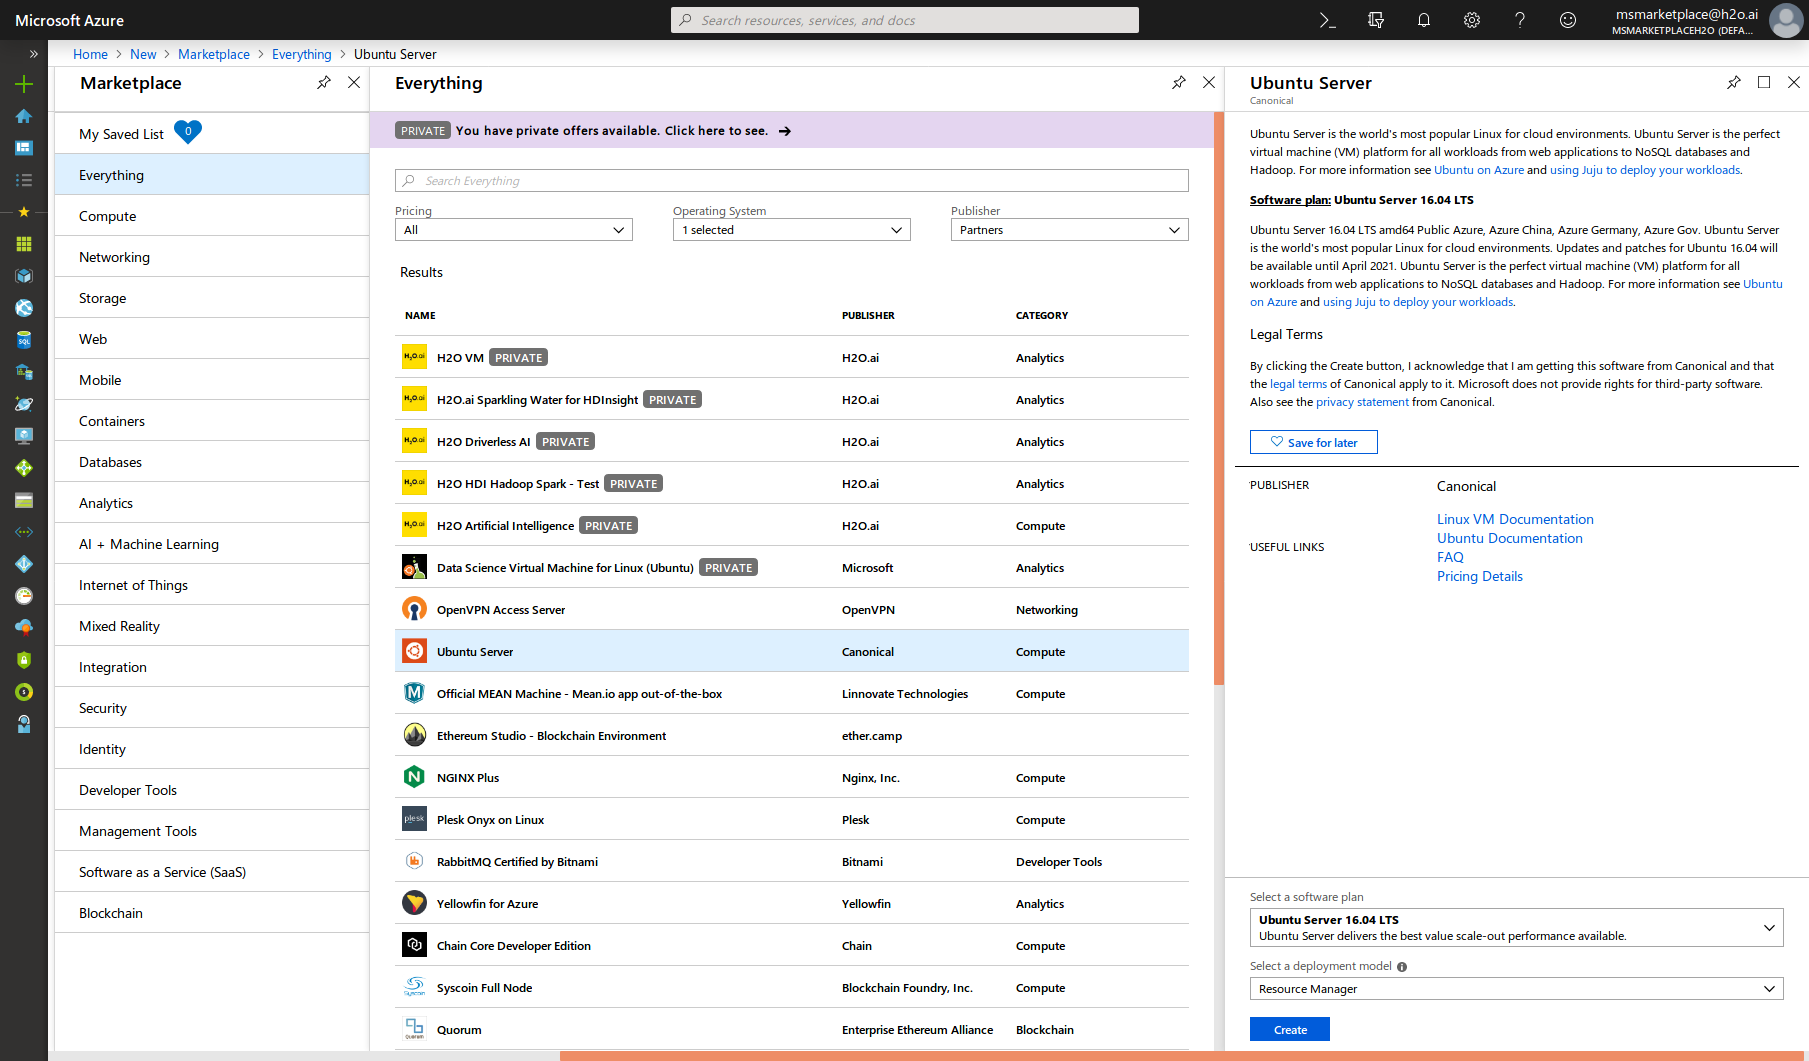 Microsoft Azure
Search resources, services, and docs
msmarketplace@h2o.ai
MSMARKETPLACEH2O (DEFA...
Home > New > Marketplace > Everything > Ubuntu Server
Marketplace
My Saved List 0
Everything
Compute
Networking
Storage
Web
Mobile
Containers
Databases
Analytics
AI + Machine Learning
Internet of Things
Mixed Reality
Integration
Security
Identity
Developer Tools
Management Tools
Software as a Service (SaaS)
Blockchain
Everything
PRIVATE You have private offers available. Click here to see. →
Search Everything
Pricing Operating System Publisher
All 1 selected Partners
Results
NAME PUBLISHER CATEGORY
H2O.ai H2O VM PRIVATE H2O.ai Analytics
H2O.ai H2O.ai Sparkling Water for HDInsight PRIVATE H2O.ai Analytics
H2O.ai H2O Driverless AI PRIVATE H2O.ai Analytics
H2O.ai H2O HDI Hadoop Spark - Test PRIVATE H2O.ai Analytics
H2O.ai H2O Artificial Intelligence PRIVATE H2O.ai Compute
Data Science Virtual Machine for Linux (Ubuntu) PRIVATE Microsoft Analytics
OpenVPN Access Server OpenVPN Networking
Ubuntu Server Canonical Compute
M Official MEAN Machine - Mean.io app out-of-the-box Linnovate Technologies Compute
Ethereum Studio - Blockchain Environment ether.camp
N NGINX Plus Nginx, Inc. Compute
plesk Plesk Onyx on Linux Plesk Compute
RabbitMQ Certified by Bitnami Bitnami Developer Tools
Yellowfin for Azure Yellowfin Analytics
Chain Core Developer Edition Chain Compute
Syscoin Syscoin Full Node Blockchain Foundry, Inc. Compute
Quorum Quorum Enterprise Ethereum Alliance Blockchain
Ubuntu Server
Canonical
Ubuntu Server is the world's most popular Linux for cloud environments. Ubuntu Server is the perfect
virtual machine (VM) platform for all workloads from web applications to NoSQL databases and
Hadoop. For more information see Ubuntu on Azure and using Juju to deploy your workloads.
Software plan: Ubuntu Server 16.04 LTS
Ubuntu Server 16.04 LTS amd64 Public Azure, Azure China, Azure Germany, Azure Gov. Ubuntu Server
is the world's most popular Linux for cloud environments. Updates and patches for Ubuntu 16.04 will
be available until April 2021. Ubuntu Server is the perfect virtual machine (VM) platform for all
workloads from web applications to NoSQL databases and Hadoop. For more information see Ubuntu
on Azure and using Juju to deploy your workloads.
Legal Terms
By clicking the Create button, I acknowledge that I am getting this software from Canonical and that
the legal terms of Canonical apply to it. Microsoft does not provide rights for third-party software.
Also see the privacy statement from Canonical.
Save for later
PUBLISHER Canonical
USEFUL LINKS
Linux VM Documentation
Ubuntu Documentation
FAQ
Pricing Details
Select a software plan
Ubuntu Server 16.04 LTS
Ubuntu Server delivers the best value scale-out performance available.
Select a deployment model
Resource Manager
Create